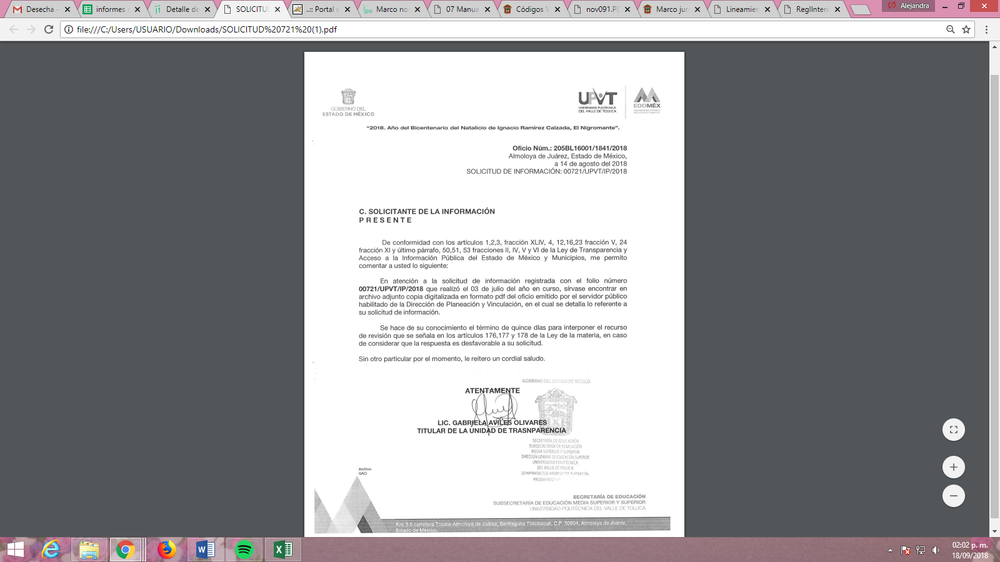 Desecha -
informes c
Detalle de
SOLICITU
..:: Portal
Marco no
07 Manua
Códigos V
nov091.P
Marco jur
Lineamien
ReglInteri
Alejandra
file:///C:/Users/USUARIO/Downloads/SOLICITUD%20721%20(1).pdf
GOBIERNO DEL
ESTADO DE MÉXICO
UPVT
UNIVERSIDAD POLITÉCNICA
DEL VALLE DE TOLUCA
EDOMÉX
"2018. Año del Bicentenario del Natalicio de Ignacio Ramírez Calzada, El Nigromante".
Oficio Núm.: 205BL16001/1841/2018
Almoloya de Juárez, Estado de México,
a 14 de agosto del 2018
SOLICITUD DE INFORMACIÓN: 00721/UPVT/IP/2018
C. SOLICITANTE DE LA INFORMACIÓN
P R E S E N T E
De conformidad con los artículos 1,2,3, fracción XLIV, 4, 12,16,23 fracción V, 24
fracción XI y último párrafo, 50,51, 53 fracciones II, IV, V y VI de la Ley de Transparencia y
Acceso a la Información Pública del Estado de México y Municipios, me permito
comentar a usted lo siguiente:
En atención a la solicitud de información registrada con el folio número
00721/UPVT/IP/2018 que realizó el 03 de julio del año en curso, sírvase encontrar en
archivo adjunto copia digitalizada en formato pdf del oficio emitido por el servidor público
habilitado de la Dirección de Planeación y Vinculación, en el cual se detalla lo referente a
su solicitud de información.
Se hace de su conocimiento el término de quince días para interponer el recurso
de revisión que se señala en los artículos 176,177 y 178 de la Ley de la materia, en caso
de considerar que la respuesta es desfavorable a su solicitud.
Sin otro particular por el momento, le reitero un cordial saludo.
GOBIERNO DEL ESTADO DE MÉXICO
ATENTAMENTE
LIC. GABRIELA AVILES OLIVARES
TITULAR DE LA UNIDAD DE TRASNPARENCIA
SECRETARÍA DE EDUCACIÓN
SUBSECRETARÍA DE EDUCACIÓN
MEDIA SUPERIOR Y SUPERIOR
DIRECCIÓN GENERAL DE EDUCACIÓN SUPERIOR
UNIVERSIDAD POLITÉCNICA
DEL VALLE DE TOLUCA
DEPARTAMENTO DE INFORMACIÓN, PLANEACIÓN,
Archivo
GAO
SECRETARÍA DE EDUCACIÓN
SUBSECRETARÍA DE EDUCACIÓN MEDIA SUPERIOR Y SUPERIOR
UNIVERSIDAD POLITÉCNICA DEL VALLE DE TOLUCA
Km. 5.6 carretera Toluca-Almoloya de Juárez, Santiaguito Tlalcilalcali, C.P. 50904, Almoloya de Juárez,
Estado de México.
02:02 p. m.
18/09/2018